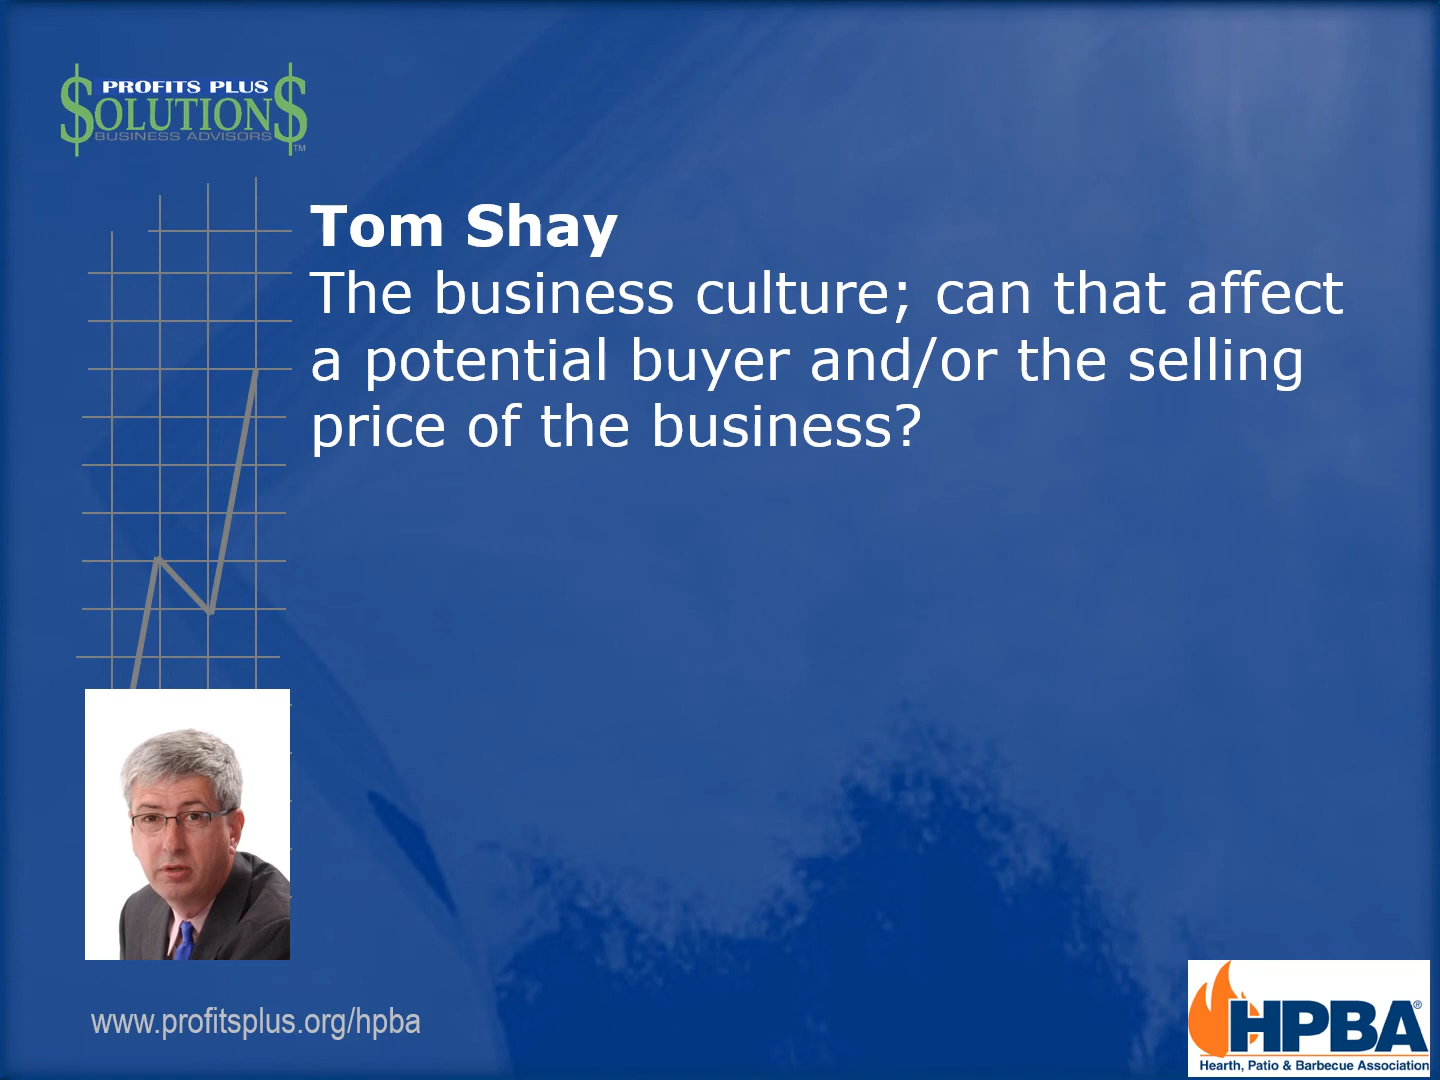 PROFITS PLUS
$OLUTION$
BUSINESS ADVISORS
TM
Tom Shay
The business culture; can that affect
a potential buyer and/or the selling
price of the business?
www.profitsplus.org/hpba
HPBA®
Hearth, Patio & Barbecue Association